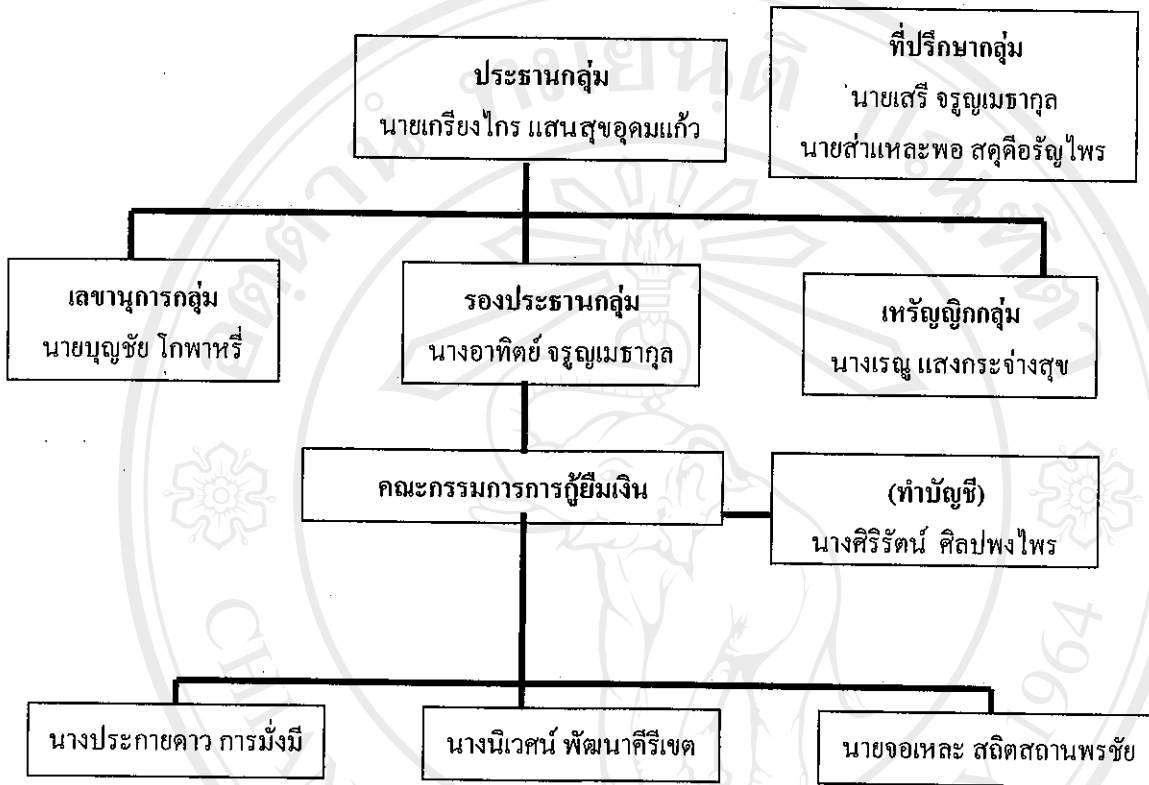 ประธานกลุ่ม
นายเกรียงไกร แสนสุขอุดมแก้ว
ที่ปรึกษากลุ่ม
นายเสรี จรูญเมธากุล
นายส่าแหละพอ สดุดีอรัญไพร
เลขานุการกลุ่ม
นายบุญชัย โกพาหรี่
รองประธานกลุ่ม
นางอาทิตย์ จรูญเมธากุล
เหรัญญิกกลุ่ม
นางเรณู แสงกระจ่างสุข
คณะกรรมการการกู้ยืมเงิน
(ทำบัญชี)
นางศิริรัตน์ ศิลปพงไพร
นางประกายดาว การมั่งมี
นางนิเวศน์ พัฒนาคีรีเขต
นายจอเหละ สถิตสถานพรชัย
1964